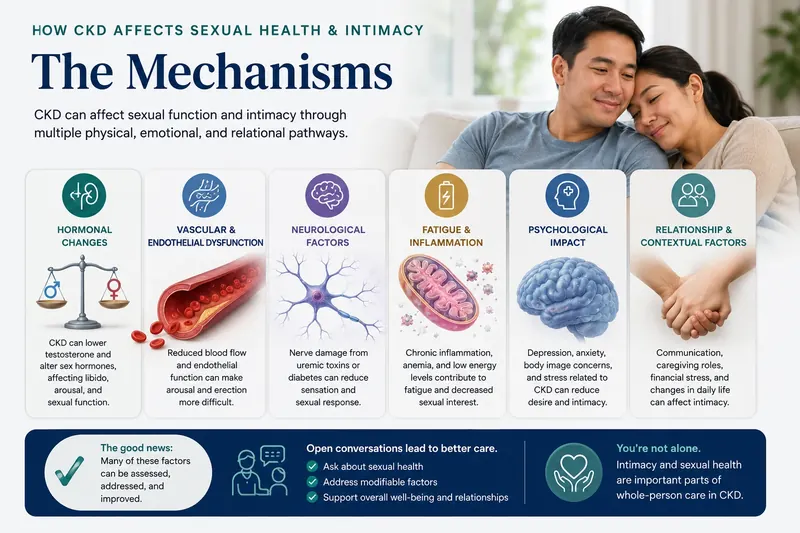 HOW CKD AFFECTS SEXUAL HEALTH & INTIMACY
The Mechanisms
CKD can affect sexual function and intimacy through
multiple physical, emotional, and relational pathways.
HORMONAL
CHANGES
CKD can lower
testosterone and
alter sex hormones,
affecting libido,
arousal, and
sexual function.
VASCULAR &
ENDOTHELIAL DYSFUNCTION
Reduced blood flow
and endothelial
function can make
arousal and erection
more difficult.
NEUROLOGICAL
FACTORS
Nerve damage from
uremic toxins or
diabetes can reduce
sensation and
sexual response.
FATIGUE &
INFLAMMATION
Chronic inflammation,
anemia, and low energy
levels contribute to
fatigue and decreased
sexual interest.
PSYCHOLOGICAL
IMPACT
Depression, anxiety,
body image concerns,
and stress related to
CKD can reduce
desire and intimacy.
RELATIONSHIP &
CONTEXTUAL FACTORS
Communication,
caregiving roles,
financial stress, and
changes in daily life
can affect intimacy.
The good news:
Many of these factors
can be assessed,
addressed, and
improved.
Open conversations lead to better care.
Ask about sexual health
Address modifiable factors
Support overall well-being and relationships
You're not alone.
Intimacy and sexual health
are important parts of
whole-person care in CKD.